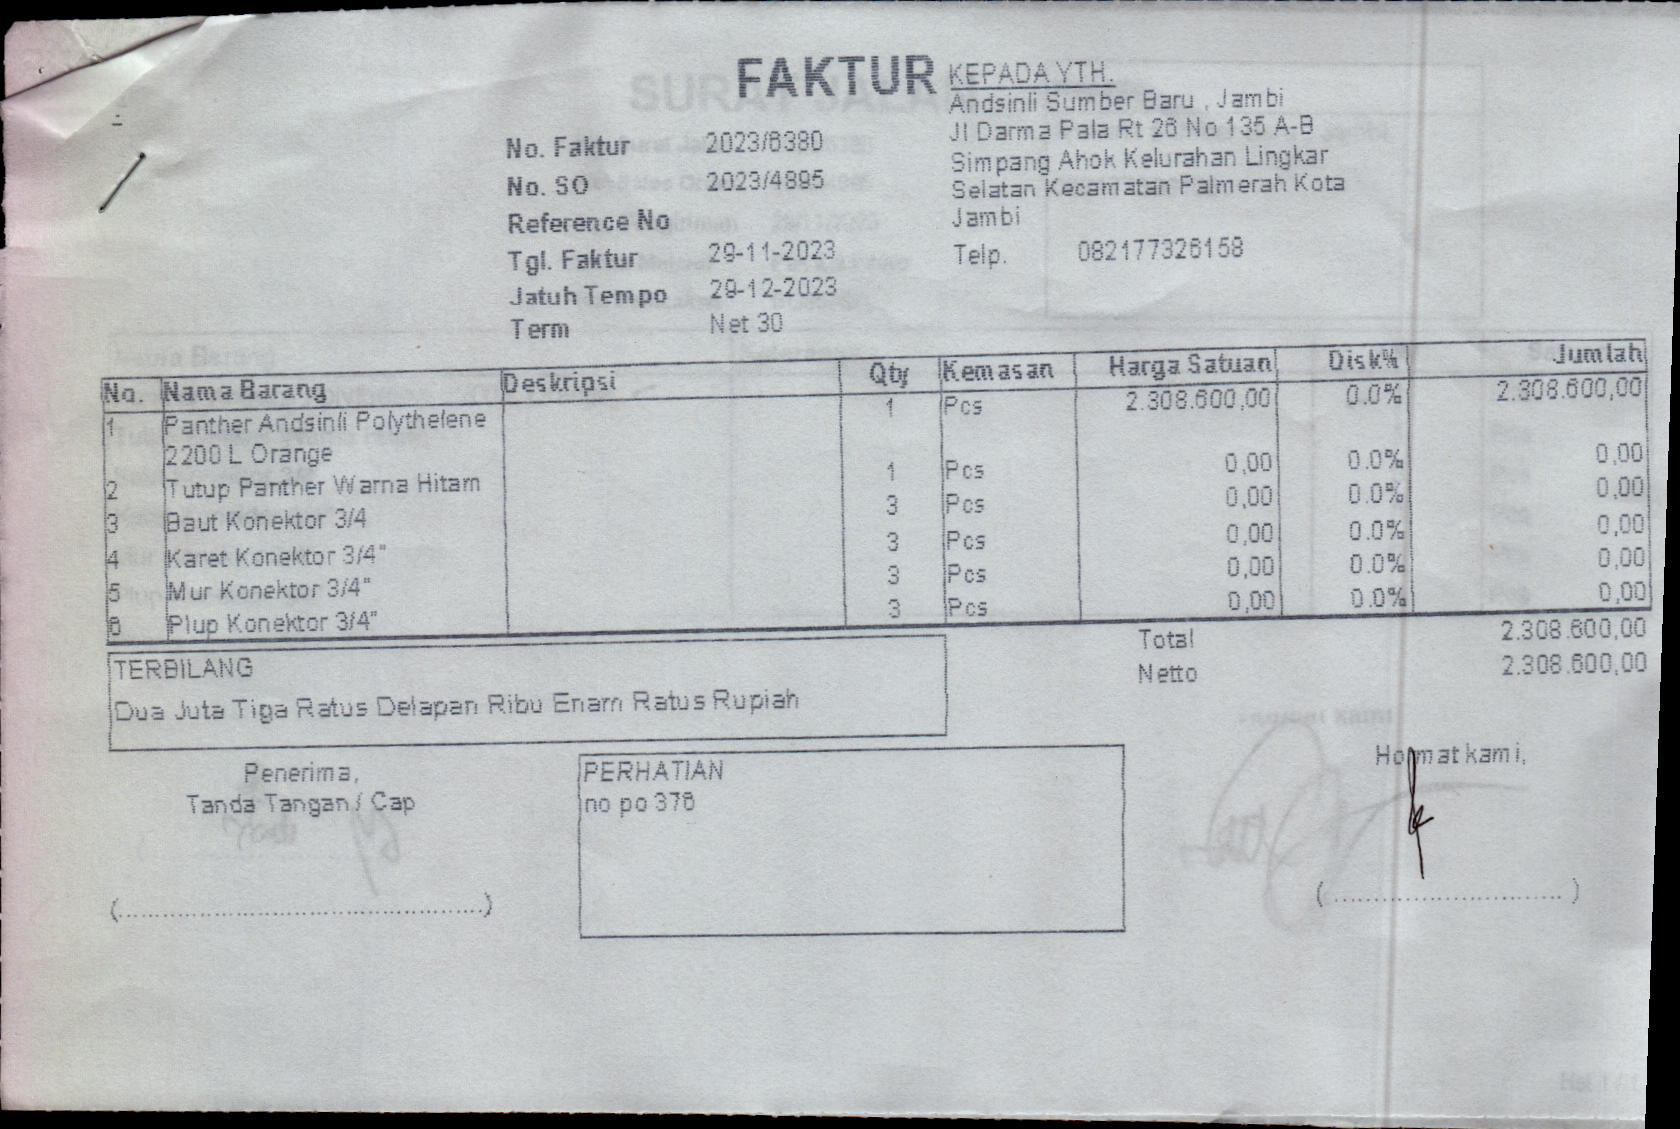 FAKTUR
KEPADA YTH.
Andsinli Sumber Baru , Jambi
Jl Darma Pala Rt 26 No 135 A-B
Simpang Ahok Kelurahan Lingkar
Selatan Kecamatan Palmerah Kota
Jambi
Telp. 082177326158
No. Faktur 2023/6380
No. SO 2023/4895
Reference No
Tgl. Faktur 29-11-2023
Jatuh Tempo 29-12-2023
Term Net 30
No. Nama Barang Deskripsi Qty Kemasan Harga Satuan Disk% Jumlah
1 Panther Andsinli Polythelene 1 Pcs 2.308.600,00 0.0% 2.308.600,00
2200 L Orange
2 Tutup Panther Warna Hitam 1 Pcs 0,00 0.0% 0,00
3 Baut Konektor 3/4 3 Pcs 0,00 0.0% 0,00
4 Karet Konektor 3/4" 3 Pcs 0,00 0.0% 0,00
5 Mur Konektor 3/4" 3 Pcs 0,00 0.0% 0,00
6 Plup Konektor 3/4" 3 Pcs 0,00 0.0% 0,00
Total 2.308.600,00
Netto 2.308.600,00
TERBILANG
Dua Juta Tiga Ratus Delapan Ribu Enam Ratus Rupiah
Penerima,
Tanda Tangan / Cap
(................................................)
PERHATIAN
no po 376
Hormat kami,
(..............................)